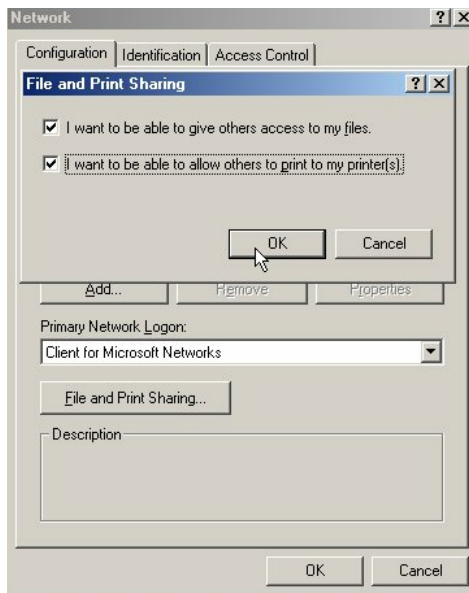 Network
Configuration Identification Access Control
File and Print Sharing
I want to be able to give others access to my files.
I want to be able to allow others to print to my printer(s).
OK Cancel
Add... Remove Properties
Primary Network Logon:
Client for Microsoft Networks
File and Print Sharing...
Description
OK Cancel